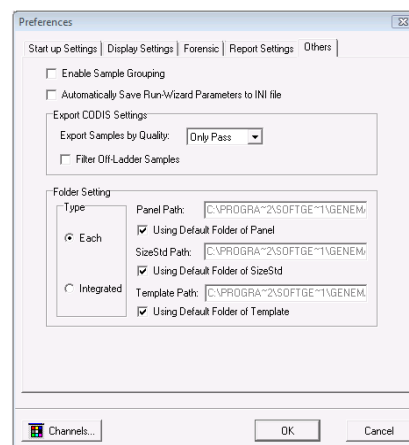 Preferences
Start up Settings Display Settings Forensic Report Settings Others
Enable Sample Grouping
Automatically Save Run-Wizard Parameters to INI file
Export CODIS Settings
Export Samples by Quality: Only Pass
Filter Off-Ladder Samples
Folder Setting
Type
Panel Path: C:\PROGRA~2\SOFTGE~1\GENEM
Each
Using Default Folder of Panel
SizeStd Path: C:\PROGRA~2\SOFTGE~1\GENEM
Using Default Folder of SizeStd
Integrated
Template Path: C:\PROGRA~2\SOFTGE~1\GENEM
Using Default Folder of Template
Channels... OK Cancel